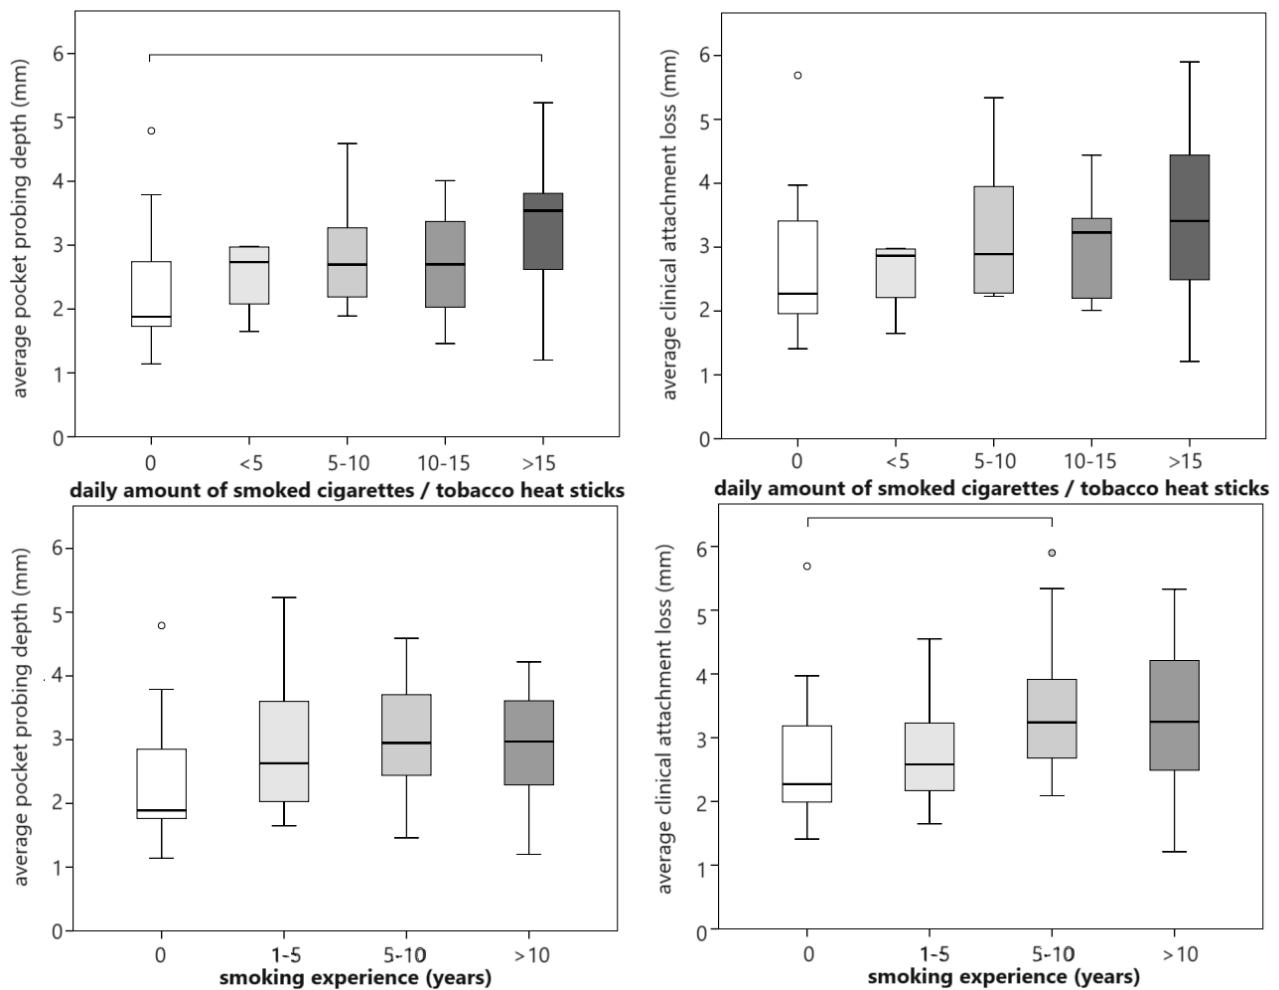 average pocket probing depth (mm)
6
5
4
3
2
1
0
0 <5 5-10 10-15 >15
daily amount of smoked cigarettes / tobacco heat sticks
average clinical attachment loss (mm)
6
5
4
3
2
1
0
0 <5 5-10 10-15 >15
daily amount of smoked cigarettes / tobacco heat sticks
average pocket probing depth (mm)
6
5
4
3
2
1
0
0 1-5 5-10 >10
smoking experience (years)
average clinical attachment loss (mm)
6
5
4
3
2
1
0
0 1-5 5-10 >10
smoking experience (years)